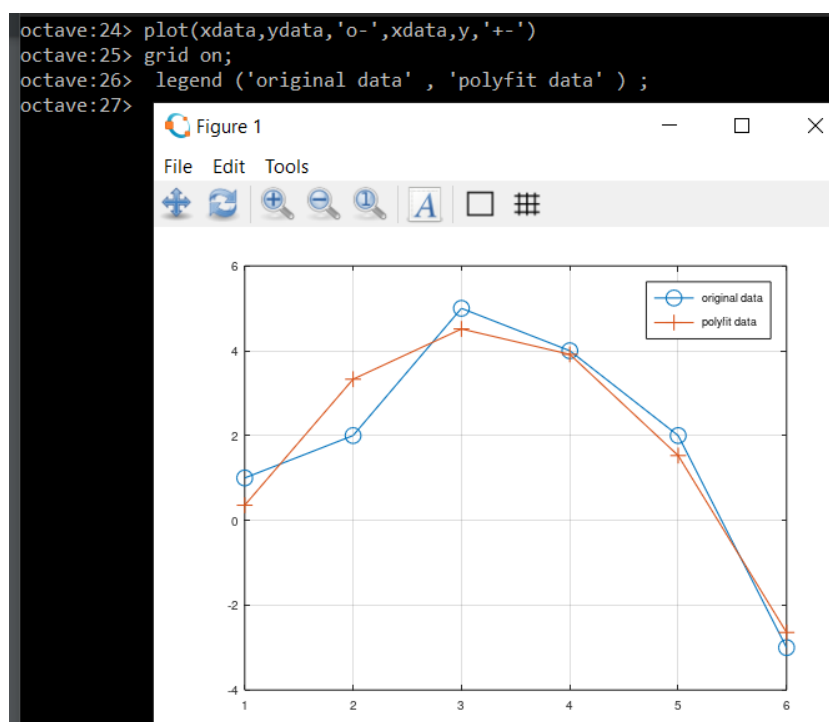 octave:24> plot(xdata,ydata,'o-',xdata,y,'+-')
octave:25> grid on;
octave:26>  legend ('original data' , 'polyfit data' ) ;
octave:27>
Figure 1
File Edit Tools
A
6
original data
polyfit data
4
2
0
-2
-4
1 2 3 4 5 6